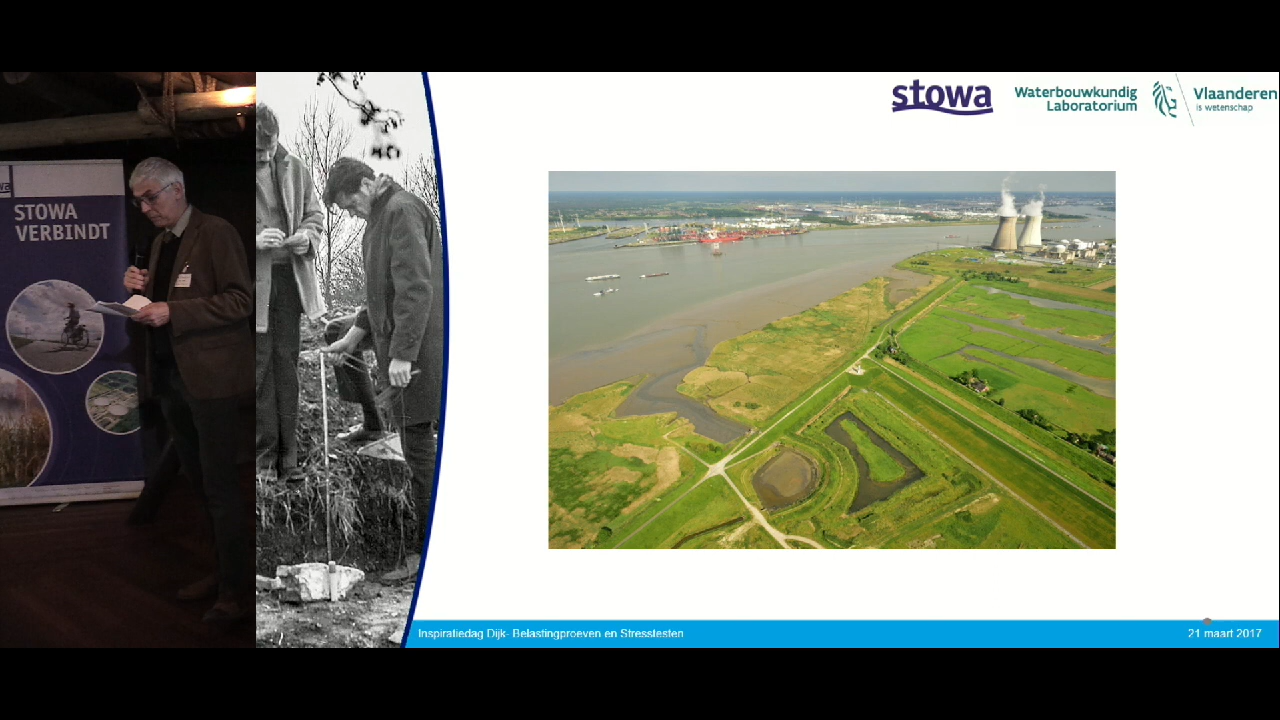 stowa
Waterbouwkundig
Laboratorium
Vlaanderen
is wetenschap
STOWA
VERBINDT
Inspiratiedag Dijk- Belastingproeven en Stresstesten
21 maart 2017